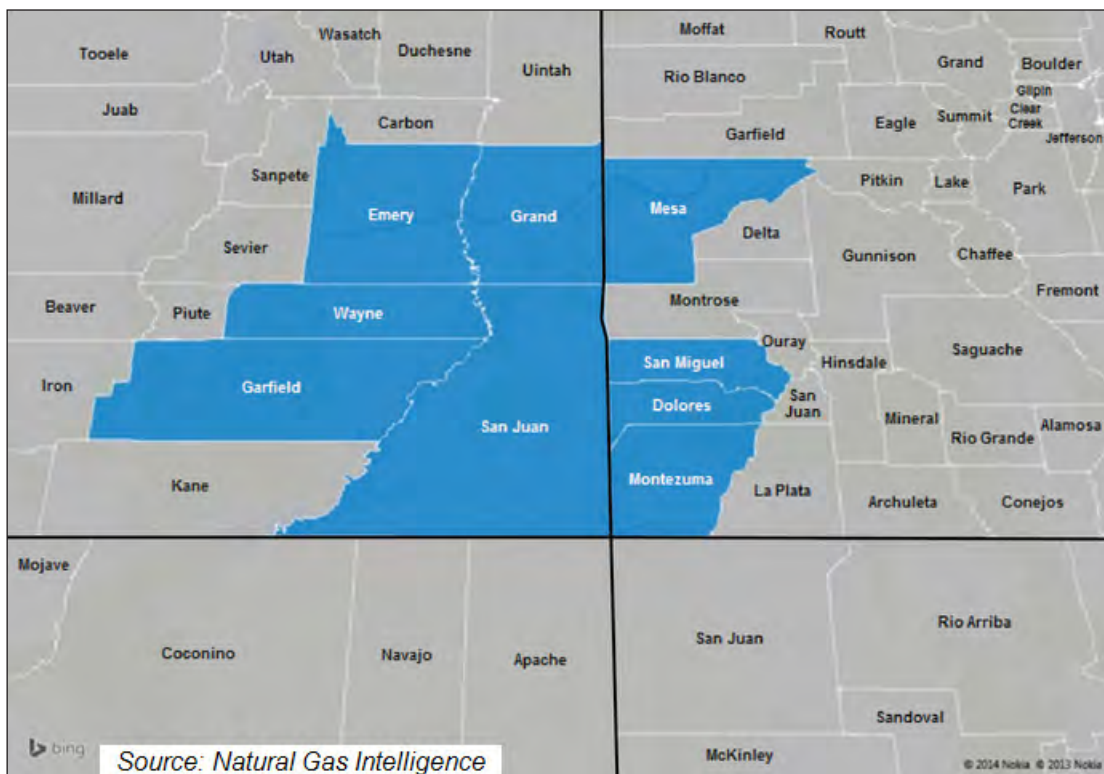 Tooele
Utah
Wasatch
Duchesne
Uintah
Moffat
Routt
Grand
Boulder
Rio Blanco
Gilpin
Clear
Creek
Jefferson
Juab
Carbon
Garfield
Eagle
Summit
Sanpete
Millard
Emery
Grand
Mesa
Pitkin
Lake
Park
Sevier
Delta
Gunnison
Chaffee
Beaver
Piute
Wayne
Montrose
Fremont
Ouray
Iron
Garfield
San Miguel
Hinsdale
Saguache
San Juan
Dolores
San
Juan
Mineral
Rio Grande
Alamosa
Kane
Montezuma
La Plata
Archuleta
Conejos
Mojave
Coconino
Navajo
Apache
San Juan
Rio Arriba
Sandoval
McKinley
bing
Source: Natural Gas Intelligence
© 2014 Nokia © 2013 Nokia